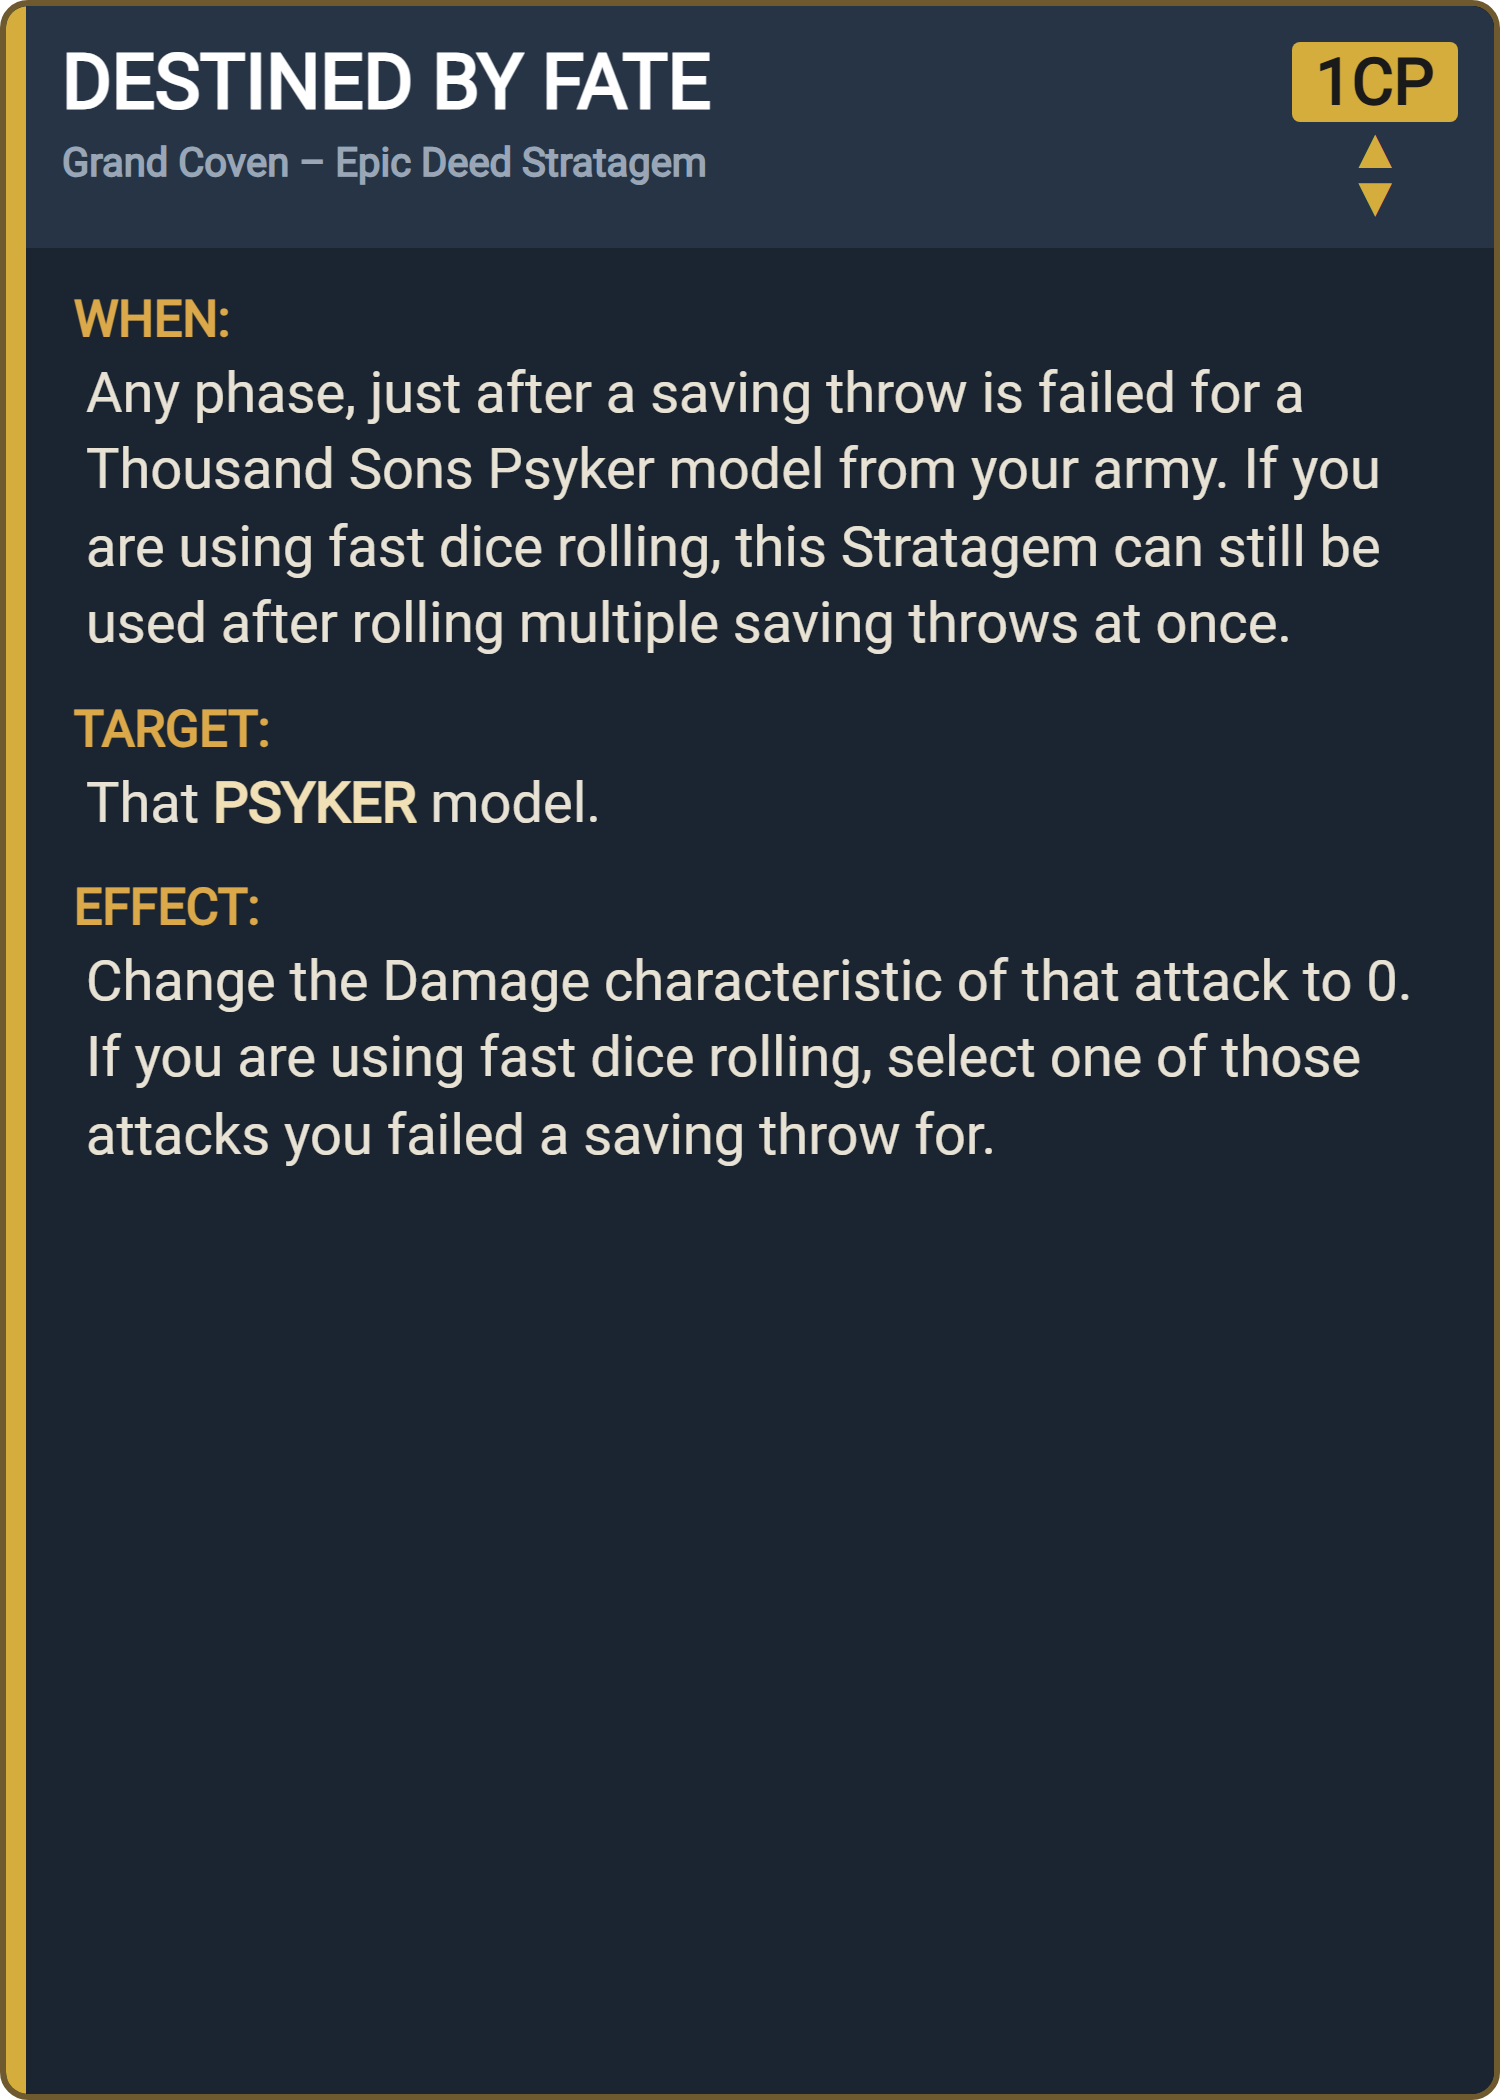 DESTINED BY FATE
1CP
Grand Coven – Epic Deed Stratagem
▲
▼
WHEN:
Any phase, just after a saving throw is failed for a
Thousand Sons Psyker model from your army. If you
are using fast dice rolling, this Stratagem can still be
used after rolling multiple saving throws at once.
TARGET:
That PSYKER model.
EFFECT:
Change the Damage characteristic of that attack to 0.
If you are using fast dice rolling, select one of those
attacks you failed a saving throw for.